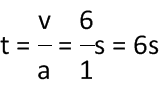 t = v/a = 6/1 s = 6s